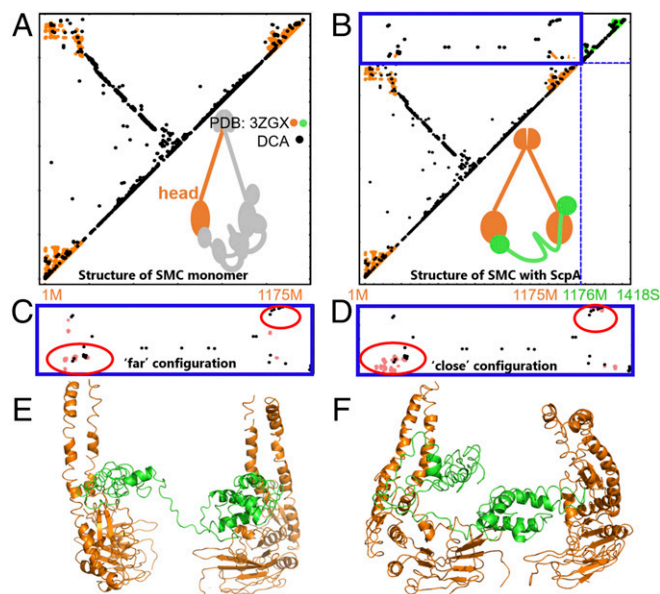 A
B
PDB: 3ZGX
DCA
head
Structure of SMC monomer
Structure of SMC with ScpA
1M
1175M
1M
1175M
1176M
1418S
C
D
'far' configuration
'close' configuration
E
F